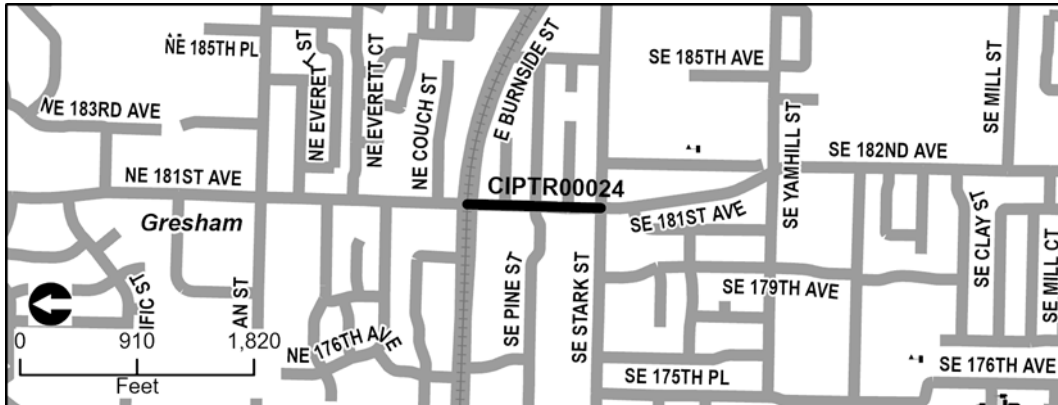 NE 185TH PL
NE EVERETT ST
NE EVERETT CT
NE COUCH ST
E BURNSIDE ST
SE 185TH AVE
SE YAMHILL ST
SE MILL ST
NE 183RD AVE
SE 182ND AVE
NE 181ST AVE
CIPTR00024
SE 181ST AVE
Gresham
SE PINE ST
SE STARK ST
SE CLAY ST
SE MILL CT
SE 179TH AVE
IFIC ST
AN ST
NE 176TH AVE
SE 175TH PL
SE 176TH AVE
0 910 1,820
Feet